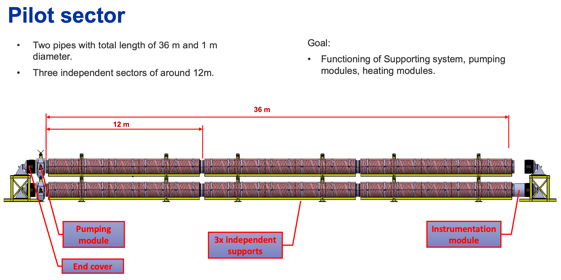 Pilot sector
• Two pipes with total length of 36 m and 1 m
diameter.
• Three independent sectors of around 12m.
Goal:
• Functioning of Supporting system, pumping
modules, heating modules.
36 m
12 m
Pumping
module
End cover
3x independent
supports
Instrumentation
module